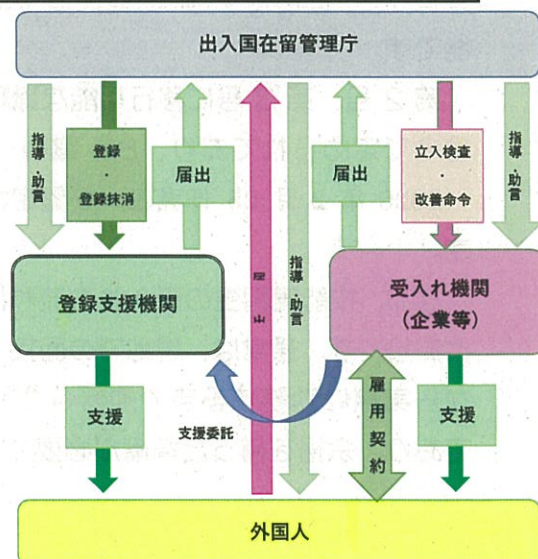 出入国在留管理庁
指導・助言
登録
・
登録抹消
届出
届出
指導・助言
届出
立入検査
・
改善命令
指導・助言
登録支援機関
受入れ機関
（企業等）
支援
支援委託
雇用契約
支援
外国人